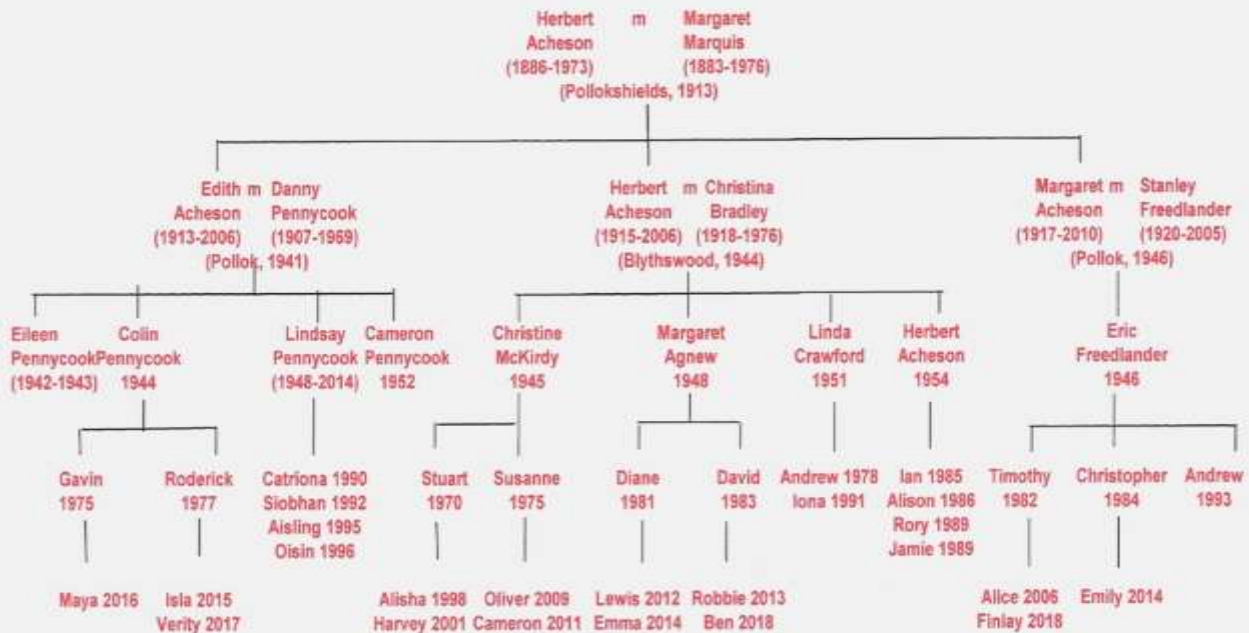 Herbert m Margaret
Acheson Marquis
(1886-1973) (1883-1976)
(Pollokshields, 1913)
Edith m Danny
Acheson Pennycook
(1913-2006) (1907-1969)
(Pollok, 1941)
Herbert m Christina
Acheson Bradley
(1915-2006) (1918-1976)
(Blythswood, 1944)
Margaret m Stanley
Acheson Freedlander
(1917-2010) (1920-2005)
(Pollok, 1946)
Eileen
Pennycook
(1942-1943)
Colin
Pennycook
1944
Lindsay
Pennycook
(1948-2014)
Cameron
Pennycook
1952
Christine
McKirdy
1945
Margaret
Agnew
1948
Linda
Crawford
1951
Herbert
Acheson
1954
Eric
Freedlander
1946
Gavin
1975
Roderick
1977
Catriona 1990
Siobhan 1992
Aisling 1995
Oisin 1996
Stuart
1970
Susanne
1975
Diane
1981
David
1983
Andrew 1978
Iona 1991
Ian 1985
Alison 1986
Rory 1989
Jamie 1989
Timothy
1982
Christopher
1984
Andrew
1993
Maya 2016
Isla 2015
Verity 2017
Alisha 1998
Harvey 2001
Oliver 2009
Cameron 2011
Lewis 2012
Emma 2014
Robbie 2013
Ben 2018
Alice 2006
Finlay 2018
Emily 2014